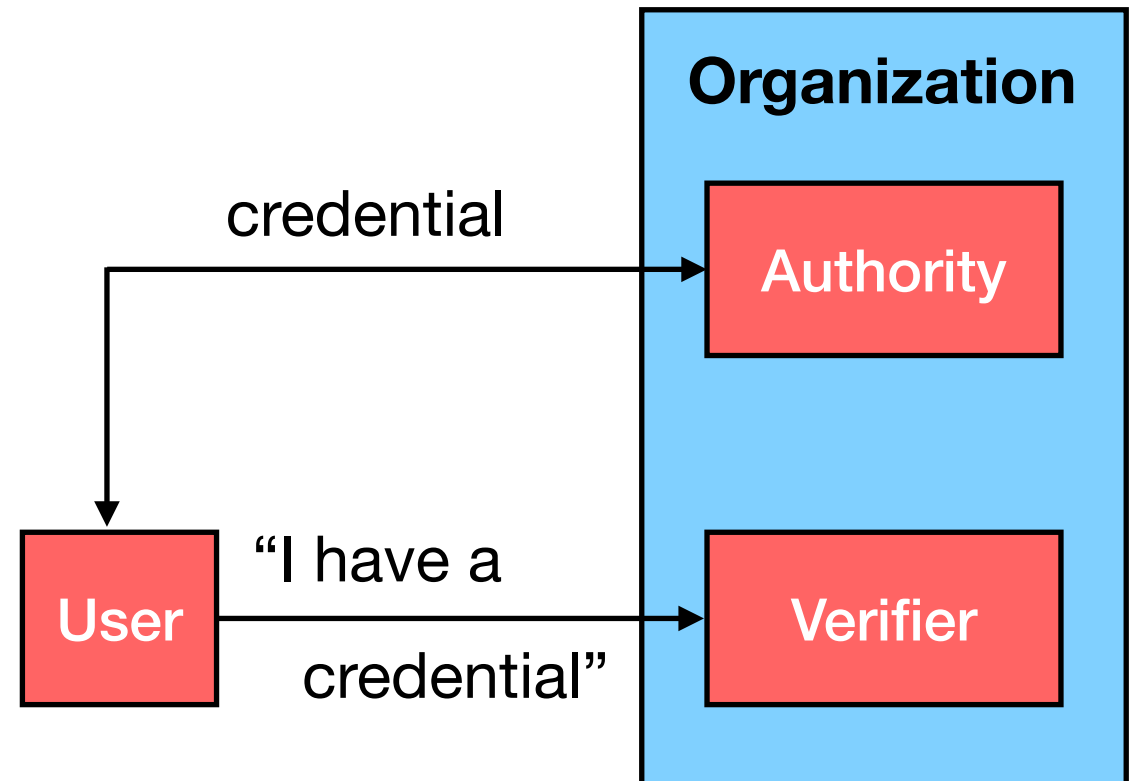 Organization
credential
Authority
“I have a
User
Verifier
credential”